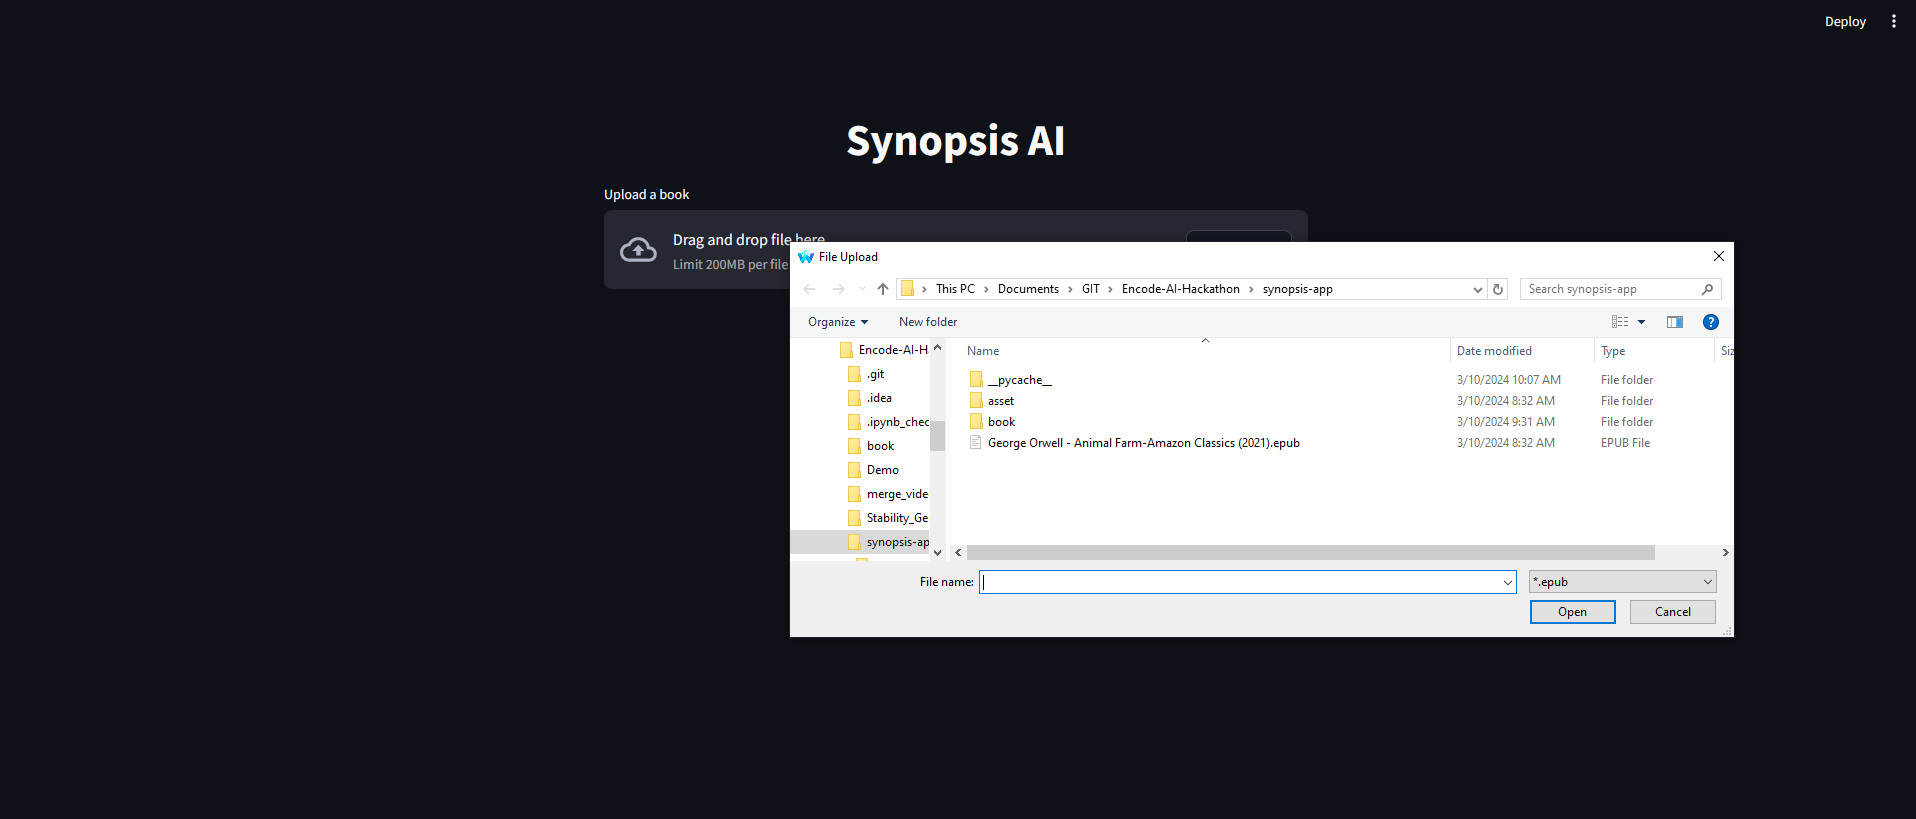 Deploy
Synopsis AI
Upload a book
Drag and drop file here
Limit 200MB per file
File Upload
This PC > Documents > GIT > Encode-AI-Hackathon > synopsis-app
Search synopsis-app
Organize
New folder
Encode-AI-H
.git
.idea
.ipynb_chec
book
Demo
merge_vide
Stability_Ge
synopsis-ap
Name Date modified Type Siz
__pycache__ 3/10/2024 10:07 AM File folder
asset 3/10/2024 8:32 AM File folder
book 3/10/2024 9:31 AM File folder
George Orwell - Animal Farm-Amazon Classics (2021).epub 3/10/2024 8:32 AM EPUB File
File name:
*.epub
Open
Cancel